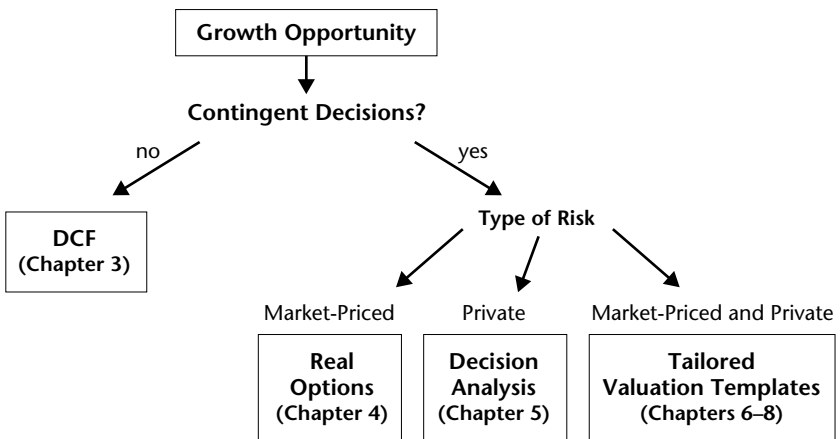 Growth Opportunity
Contingent Decisions?
no
yes
DCF
(Chapter 3)
Type of Risk
Market-Priced
Private
Market-Priced and Private
Real
Options
(Chapter 4)
Decision
Analysis
(Chapter 5)
Tailored
Valuation Templates
(Chapters 6–8)